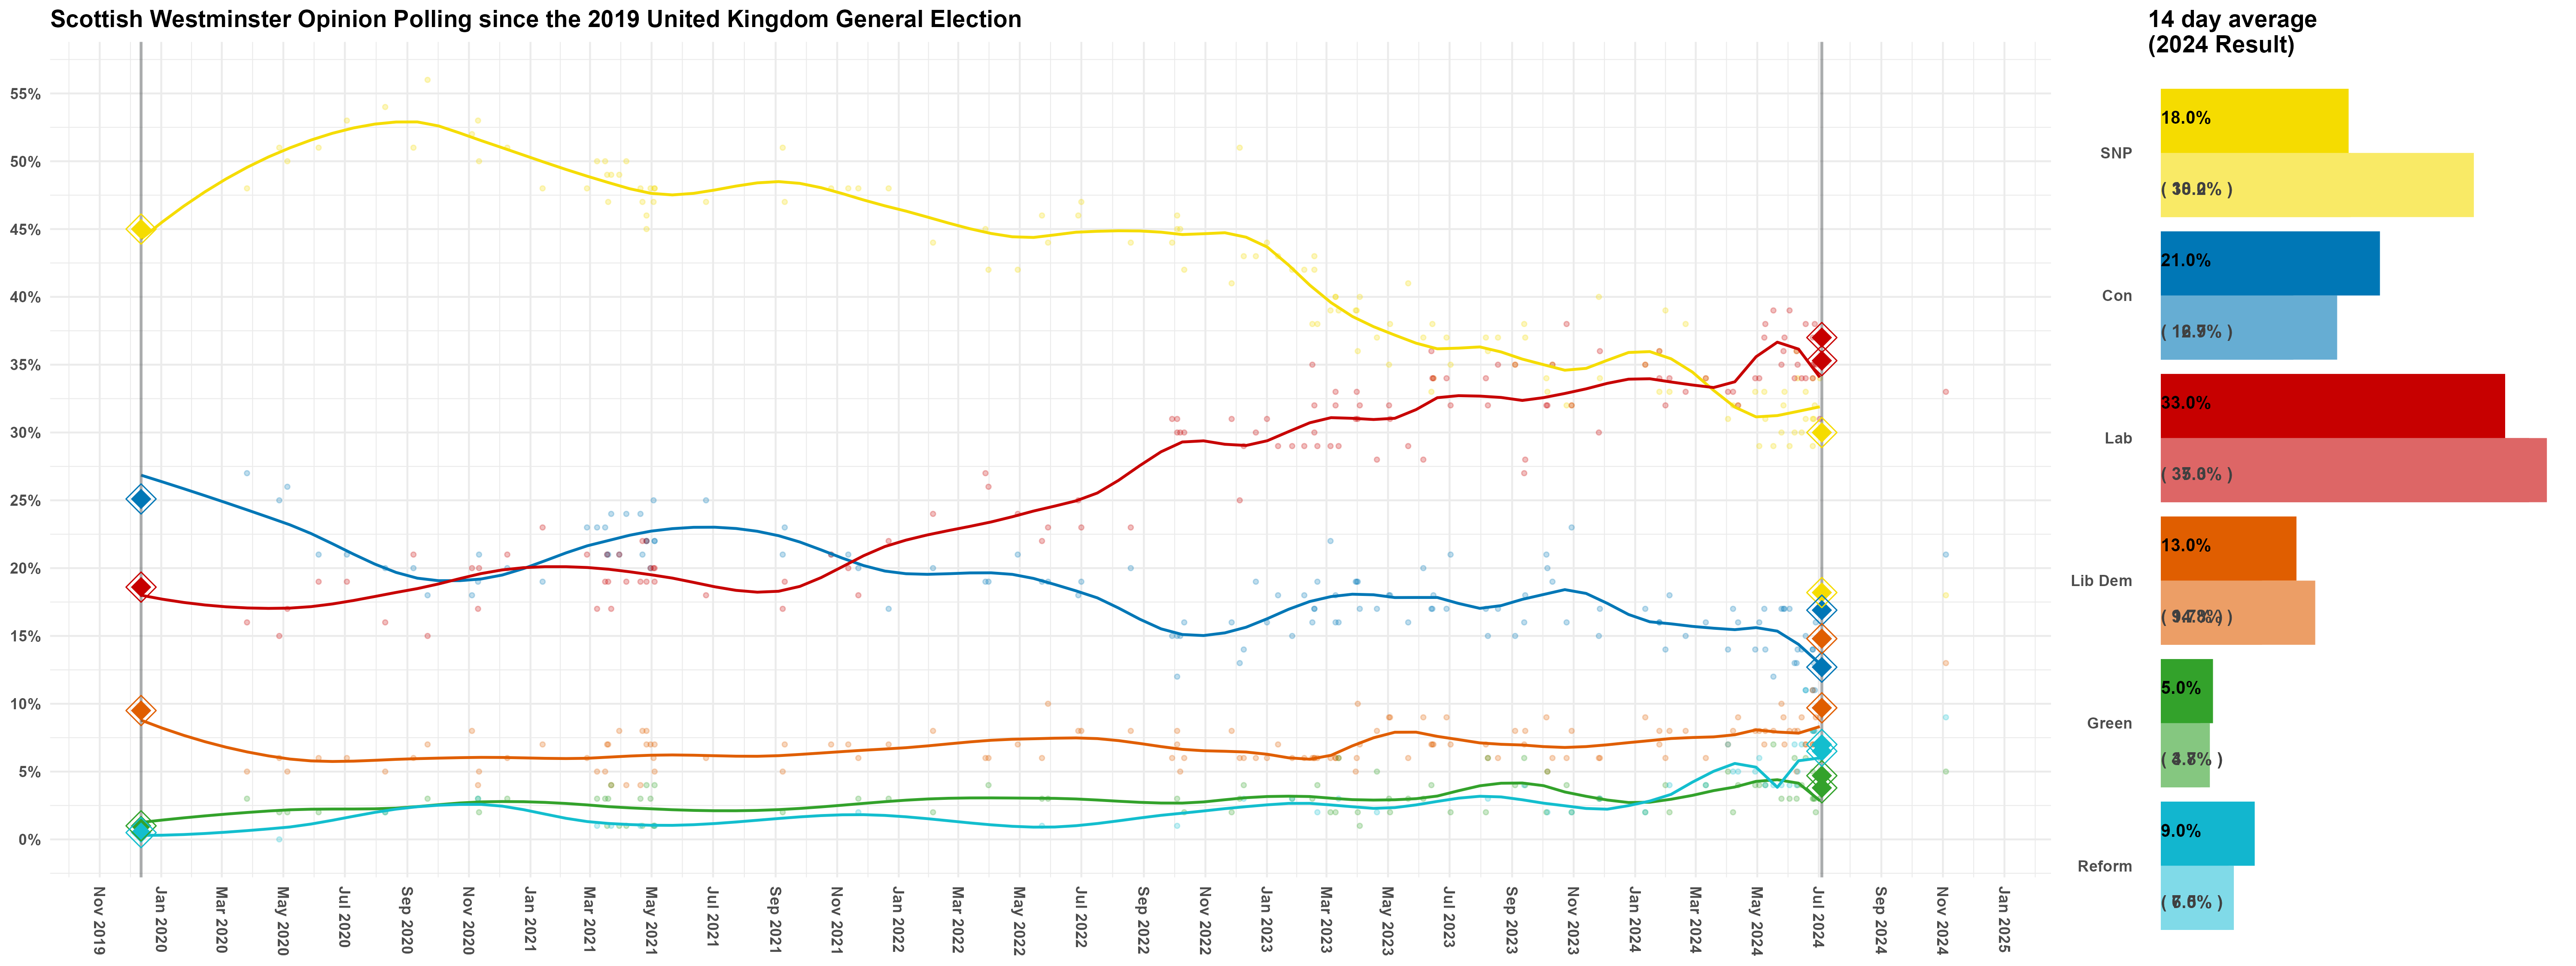 Scottish Westminster Opinion Polling since the 2019 United Kingdom General Election
14 day average
(2024 Result)
55%
50%
45%
40%
35%
30%
25%
20%
15%
10%
5%
0%
Nov 2019
Jan 2020
Mar 2020
May 2020
Jul 2020
Sep 2020
Nov 2020
Jan 2021
Mar 2021
May 2021
Jul 2021
Sep 2021
Nov 2021
Jan 2022
Mar 2022
May 2022
Jul 2022
Sep 2022
Nov 2022
Jan 2023
Mar 2023
May 2023
Jul 2023
Sep 2023
Nov 2023
Jan 2024
Mar 2024
May 2024
Jul 2024
Sep 2024
Nov 2024
Jan 2025
SNP
18.0%
Con
21.0%
Lab
33.0%
Lib Dem
13.0%
Green
5.0%
Reform
9.0%